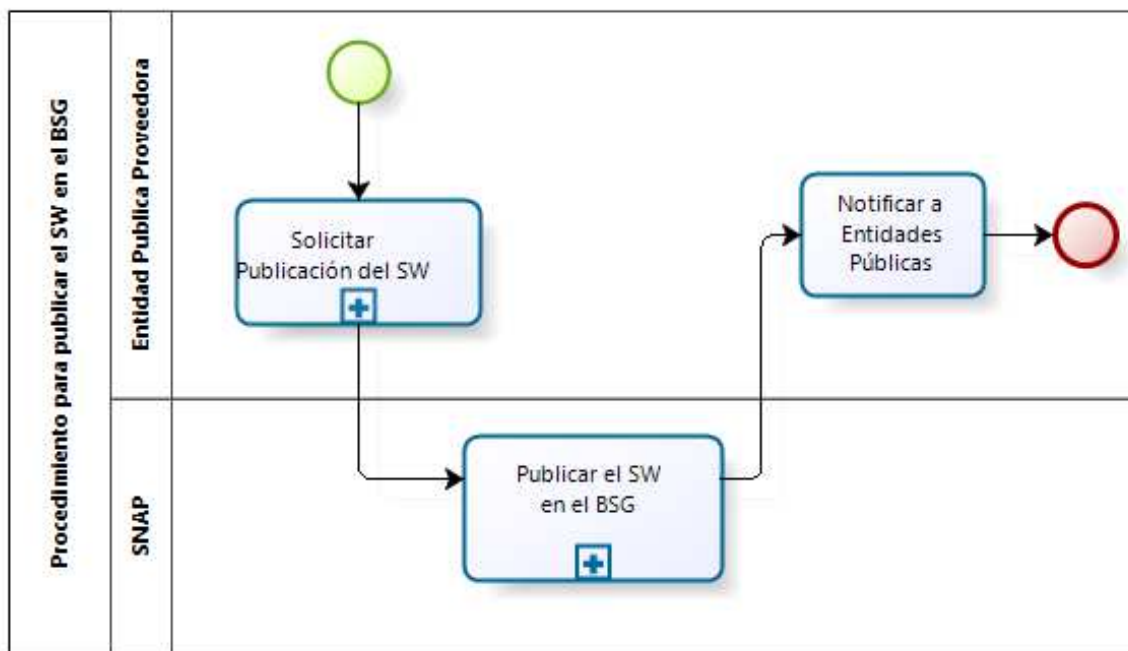 Procedimiento para publicar el SW en el BSG
Entidad Publica Proveedora
Solicitar
Publicación del SW
Notificar a
Entidades
Públicas
SNAP
Publicar el SW
en el BSG